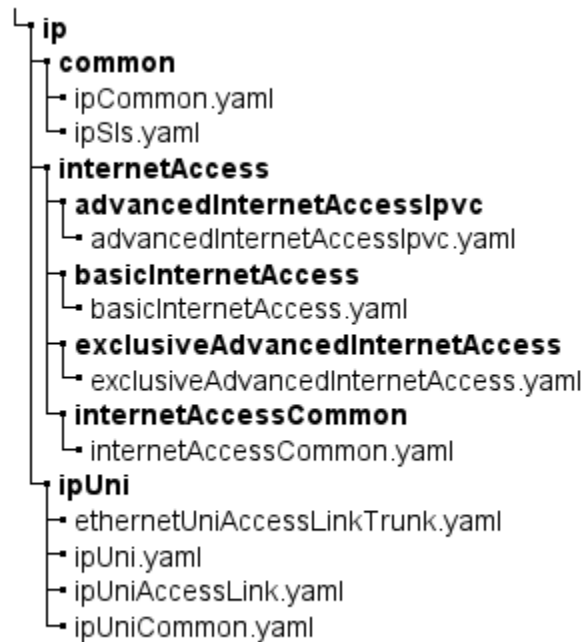 ip
common
ipCommon.yaml
ipSls.yaml
internetAccess
advancedInternetAccessIpvc
advancedInternetAccessIpvc.yaml
basicInternetAccess
basicInternetAccess.yaml
exclusiveAdvancedInternetAccess
exclusiveAdvancedInternetAccess.yaml
internetAccessCommon
internetAccessCommon.yaml
ipUni
ethernetUniAccessLinkTrunk.yaml
ipUni.yaml
ipUniAccessLink.yaml
ipUniCommon.yaml